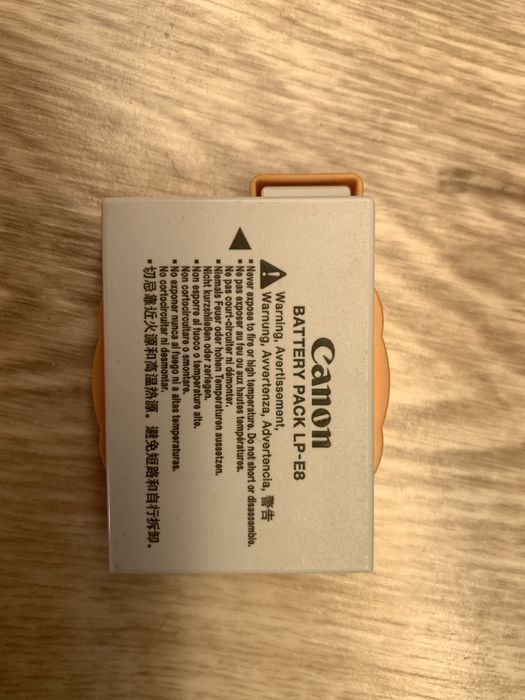 Canon
BATTERY PACK LP-E8
Warning, Avertissement,
Warnung, Avvertenza, Advertencia, 警告
▪ Never expose to fire or high temperature. Do not short or disassemble.
▪ Ne pas exposer au feu ou aux hautes températures.
Ne pas court-circuiter ni démonter.
▪ Niemals Feuer oder hohen Temperaturen aussetzen.
Nicht kurzshließen oder zerlegen.
▪ Non esporre al fuoco o temperature alte.
Non cortocircuitare o smontare.
▪ No exponer nunca al fuego ni a altas temperaturas.
No cortocircuitar ni desmontar.
▪ 切忌靠近火源和高温热源。避免短路和自行拆卸。